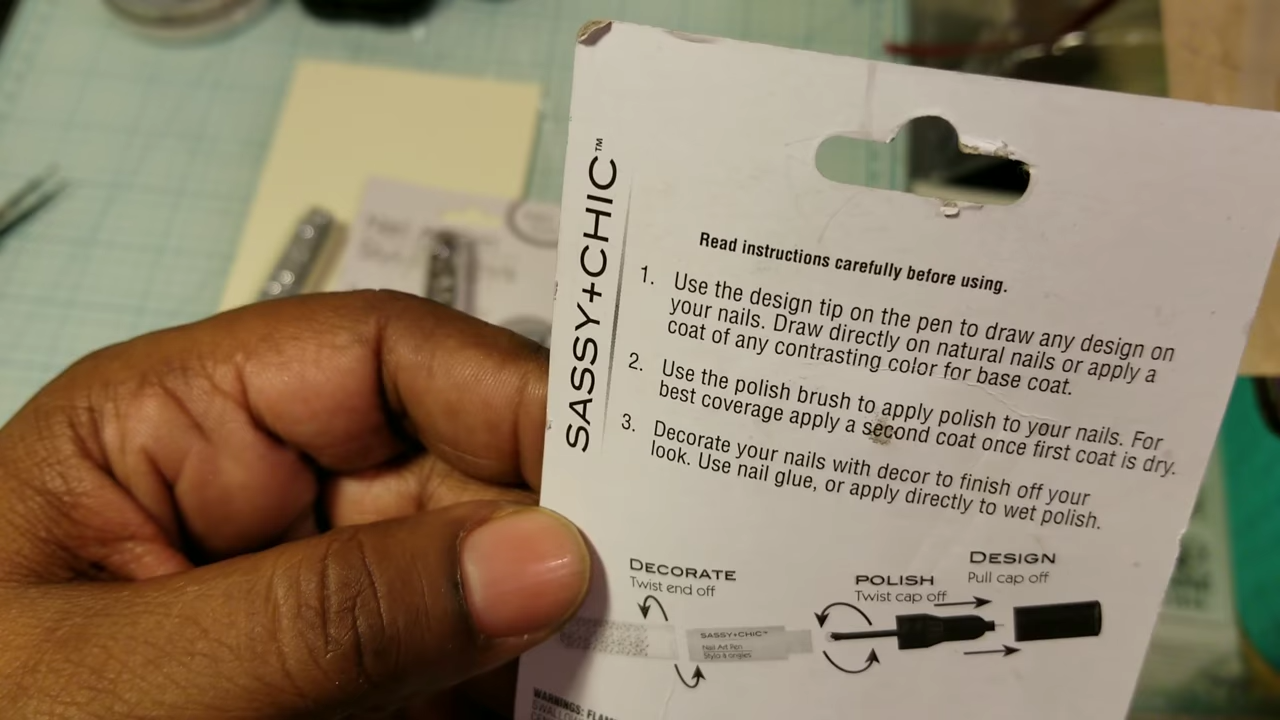 SASSY+CHIC™
Read instructions carefully before using.
1. Use the design tip on the pen to draw any design on
your nails. Draw directly on natural nails or apply a
coat of any contrasting color for base coat.
2. Use the polish brush to apply polish to your nails. For
best coverage apply a second coat once first coat is dry.
3. Decorate your nails with decor to finish off your
look. Use nail glue, or apply directly to wet polish.
DECORATE
Twist end off
POLISH
Twist cap off
DESIGN
Pull cap off
SASSY+CHIC™
Nail Art Pen
Stylo à ongles
WARNINGS: